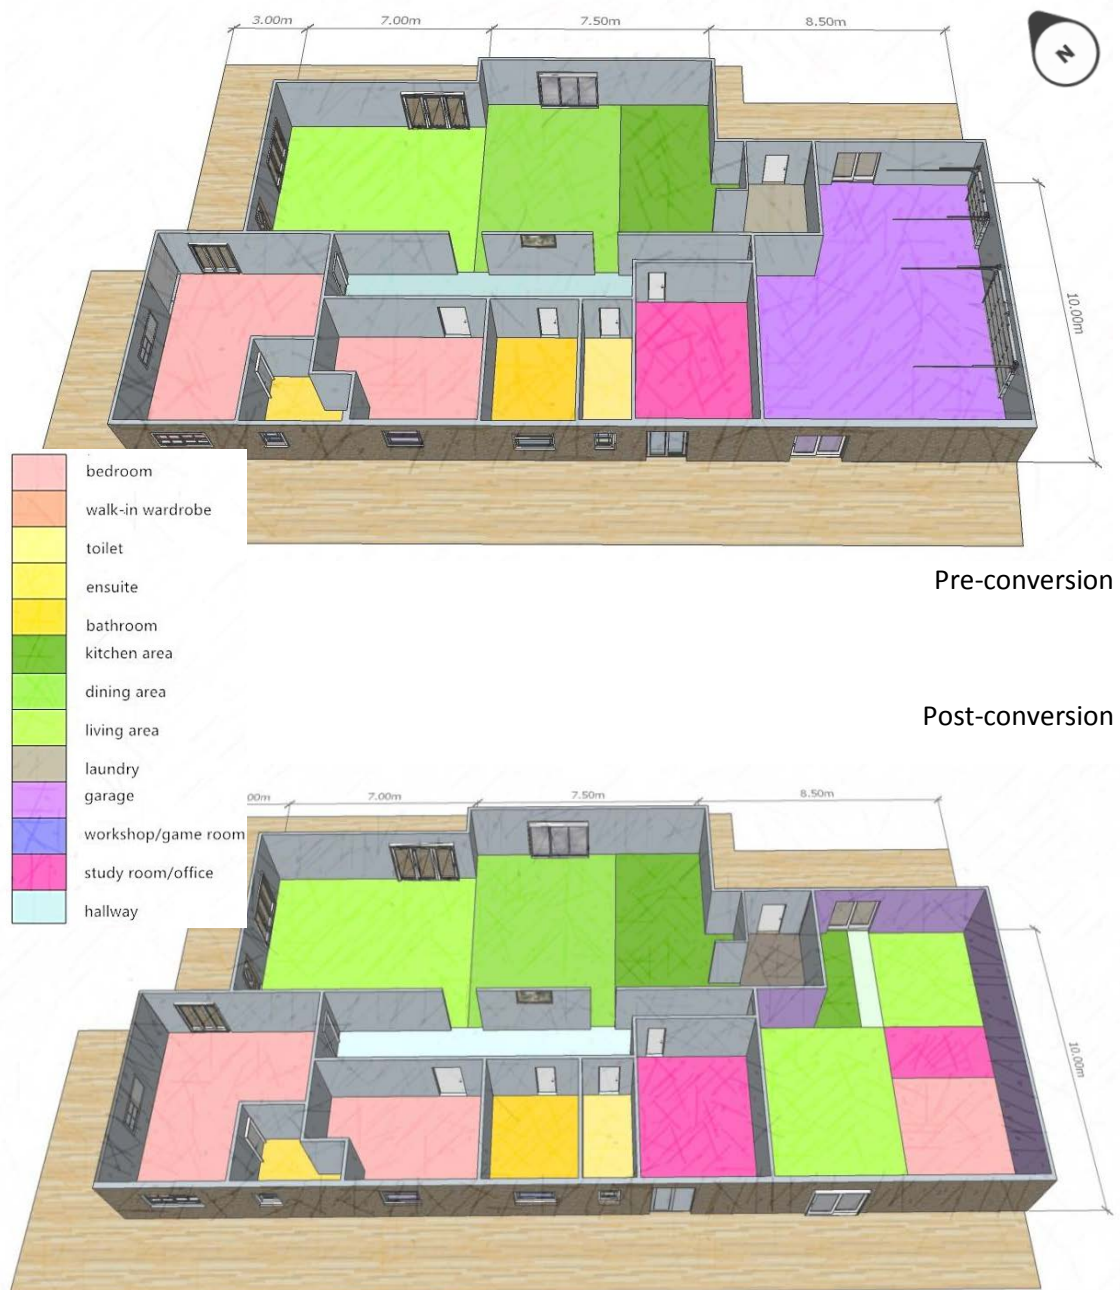 3.00m
7.00m
7.50m
8.50m
N
10.00m
bedroom
walk-in wardrobe
toilet
ensuite
bathroom
kitchen area
dining area
living area
laundry
garage
workshop/game room
study room/office
hallway
Pre-conversion
Post-conversion
00m
7.00m
7.50m
8.50m
10.00m